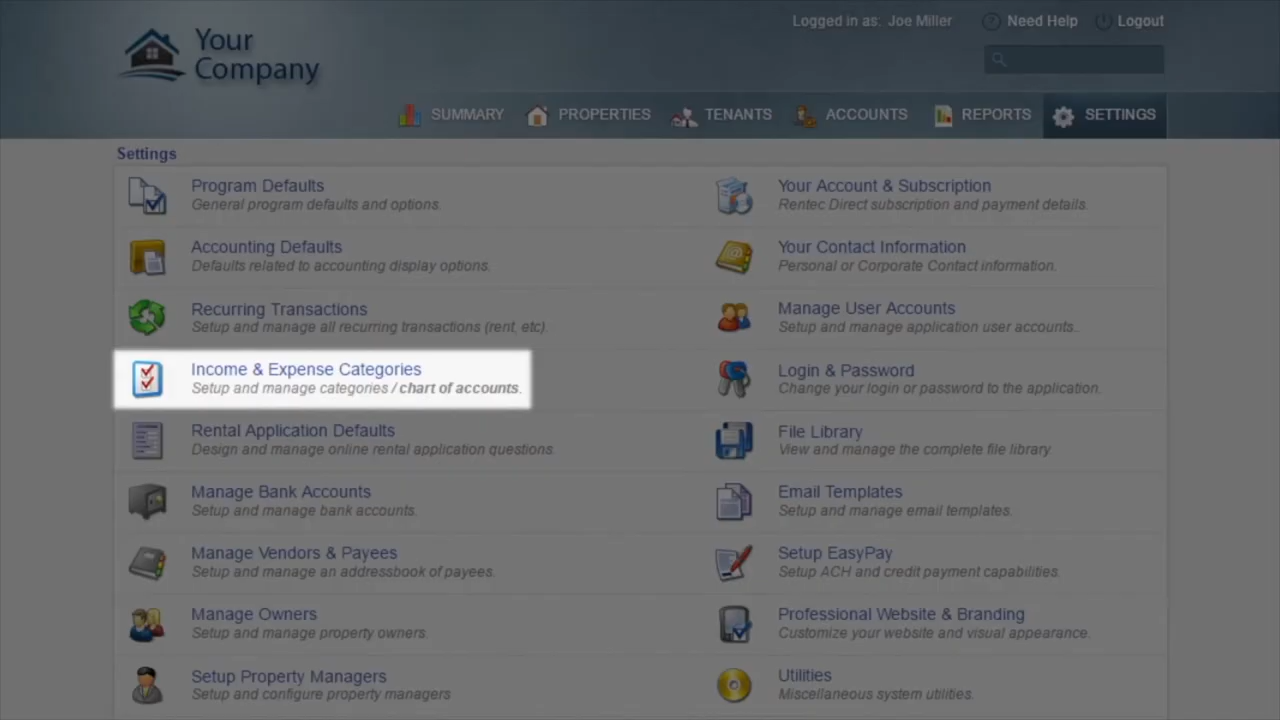 Logged in as: Joe Miller Need Help Logout
Your
Company
SUMMARY PROPERTIES TENANTS ACCOUNTS REPORTS SETTINGS
Settings
Program Defaults
General program defaults and options.
Your Account & Subscription
Rentec Direct subscription and payment details.
Accounting Defaults
Defaults related to accounting display options.
Your Contact Information
Personal or Corporate Contact information.
Recurring Transactions
Setup and manage all recurring transactions (rent, etc).
Manage User Accounts
Setup and manage application user accounts..
Income & Expense Categories
Setup and manage categories / chart of accounts.
Login & Password
Change your login or password to the application.
Rental Application Defaults
Design and manage online rental application questions.
File Library
View and manage the complete file library.
Manage Bank Accounts
Setup and manage bank accounts.
Email Templates
Setup and manage email templates.
Manage Vendors & Payees
Setup and manage an addressbook of payees.
Setup EasyPay
Setup ACH and credit payment capabilities.
Manage Owners
Setup and manage property owners.
Professional Website & Branding
Customize your website and visual appearance.
Setup Property Managers
Setup and configure property managers
Utilities
Miscellaneous system utilities.